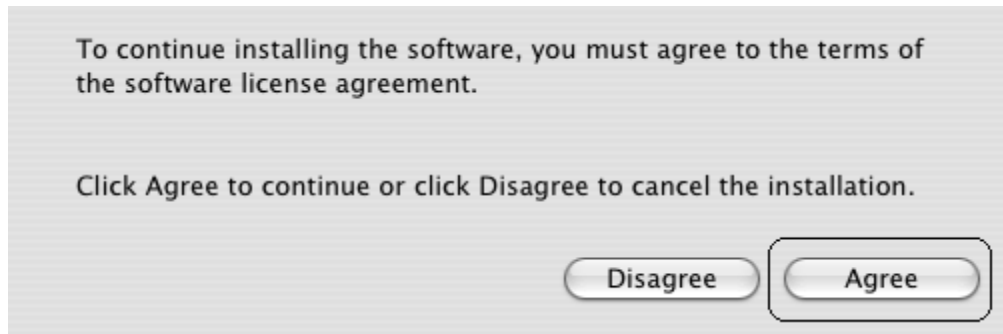 To continue installing the software, you must agree to the terms of
the software license agreement.
Click Agree to continue or click Disagree to cancel the installation.
Disagree Agree